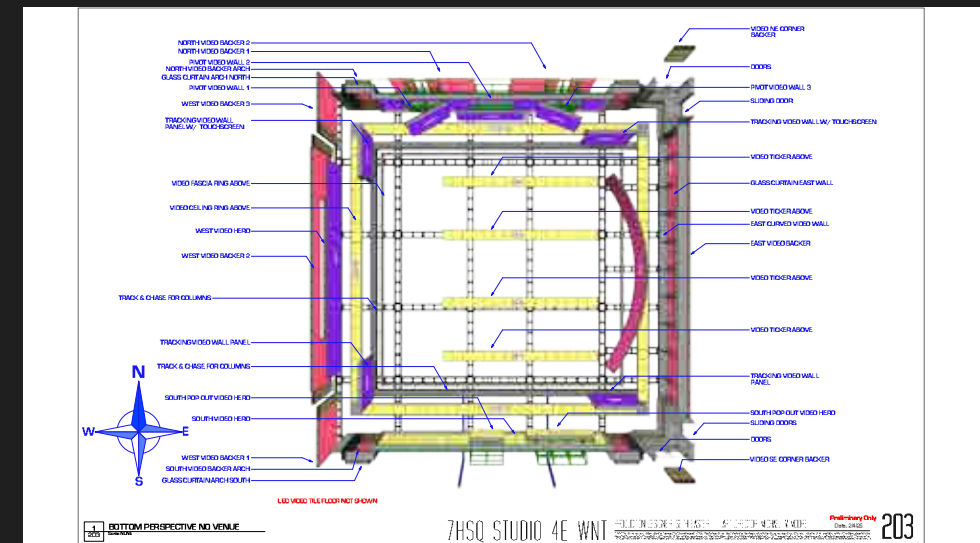 NORTH VIDEO BACKER 2
NORTH VIDEO BACKER 1
PIVOT VIDEO WALL 2
NORTH VIDEO BACKER ARCH
GLASS CURTAIN ARCH NORTH
PIVOT VIDEO WALL 1
WEST VIDEO BACKER 3
TRACKING VIDEO WALL
PANEL W/ TOUCHSCREEN
VIDEO FASCIA RING ABOVE
VIDEO CEILING RING ABOVE
WEST VIDEO HERO
WEST VIDEO BACKER 2
TRACK & CHASE FOR COLUMNS
TRACKING VIDEO WALL PANEL
TRACK & CHASE FOR COLUMNS
SOUTH POP OUT VIDEO HERO
SOUTH VIDEO HERO
WEST VIDEO BACKER 1
SOUTH VIDEO BACKER ARCH
GLASS CURTAIN ARCH SOUTH
VIDEO NE CORNER
BACKER
DOORS
PIVOT VIDEO WALL 3
SLIDING DOOR
TRACKING VIDEO WALL W/ TOUCHSCREEN
VIDEO TICKER ABOVE
GLASS CURTAIN EAST WALL
VIDEO TICKER ABOVE
EAST CURVED VIDEO WALL
EAST VIDEO BACKER
VIDEO TICKER ABOVE
VIDEO TICKER ABOVE
TRACKING VIDEO WALL
PANEL
SOUTH POP OUT VIDEO HERO
SLIDING DOORS
DOORS
VIDEO SE CORNER BACKER
N
W E
S
LED VIDEO TILE FLOOR NOT SHOWN
1
203
BOTTOM PERSPECTIVE NO VENUE
7HSQ STUDIO 4E WNT
Preliminary Only
203